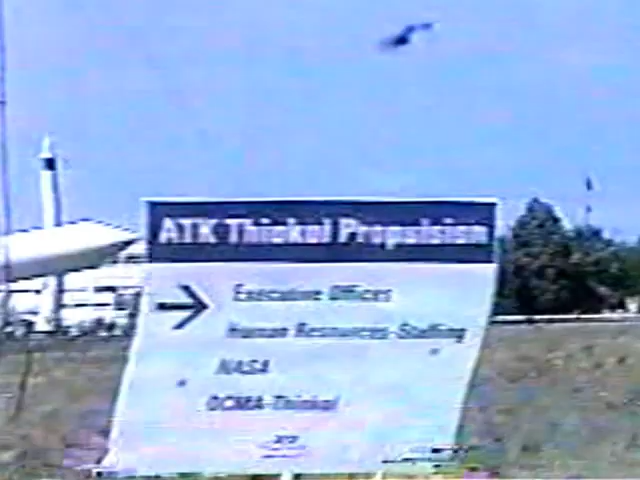 ATK Thiokol Propulsion
Executive Offices
Human Resources-Staffing
NASA
DCMA-Thiokol